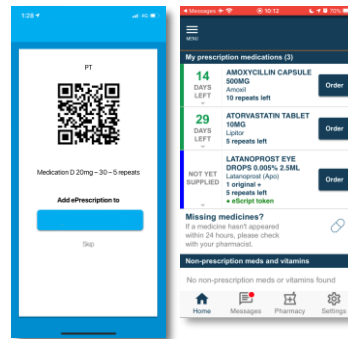 1:28
4G
PT
Medication D 20mg – 30 – 5 repeats
Add ePrescription to
Skip
Messages
10:12
70%
MENU
My prescription medications (3)
14
DAYS
LEFT
AMOXYCILLIN CAPSULE
500MG
Amoxil
10 repeats left
Order
29
DAYS
LEFT
ATORVASTATIN TABLET
10MG
Lipitor
5 repeats left
Order
NOT YET
SUPPLIED
LATANOPROST EYE
DROPS 0.005% 2.5ML
Latanoprost (Apo)
1 original +
5 repeats left
+ eScript token
Order
Missing medicines?
If a medicine hasn't appeared
within 24 hours, please check
with your pharmacist.
Non-prescription meds and vitamins
No non-prescription meds or vitamins found
Home Messages Pharmacy Settings